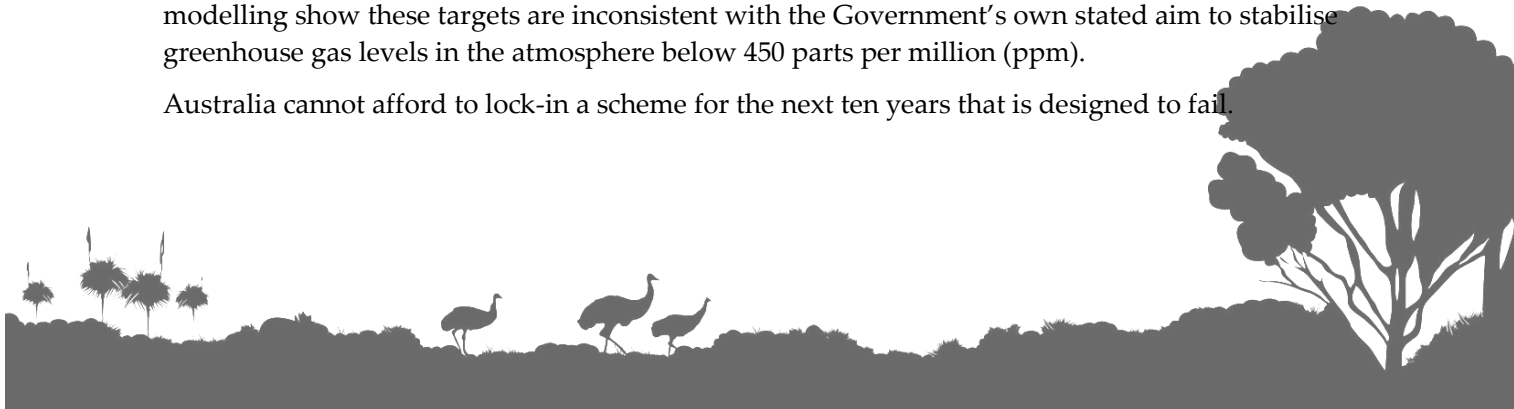 modelling show these targets are inconsistent with the Government’s own stated aim to stabilise
greenhouse gas levels in the atmosphere below 450 parts per million (ppm).
Australia cannot afford to lock-in a scheme for the next ten years that is designed to fail.